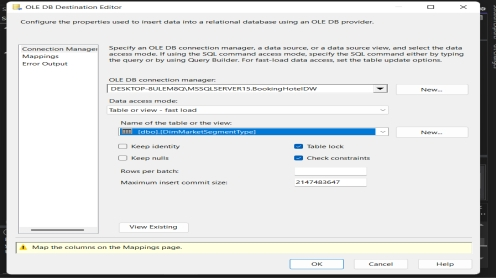 OLE DB Destination Editor
Configure the properties used to insert data into a relational database using an OLE DB provider.
Connection Manager
Mappings
Error Output
Specify an OLE DB connection manager, a data source, or a data source view, and select the data
access mode. If using the SQL command access mode, specify the SQL command either by typing
the query or by using Query Builder. For fast-load access, set the table update options.
OLE DB connection manager:
DESKTOP-8ULEM8Q\MSSQLSERVER15.BookingHotelDW
New...
Data access mode:
Table or view - fast load
Name of the table or the view:
[dbo].[DimMarketSegmentType]
New...
Keep identity
Table lock
Keep nulls
Check constraints
Rows per batch:
Maximum insert commit size:
2147483647
View Existing
Map the columns on the Mappings page.
OK
Cancel
Help